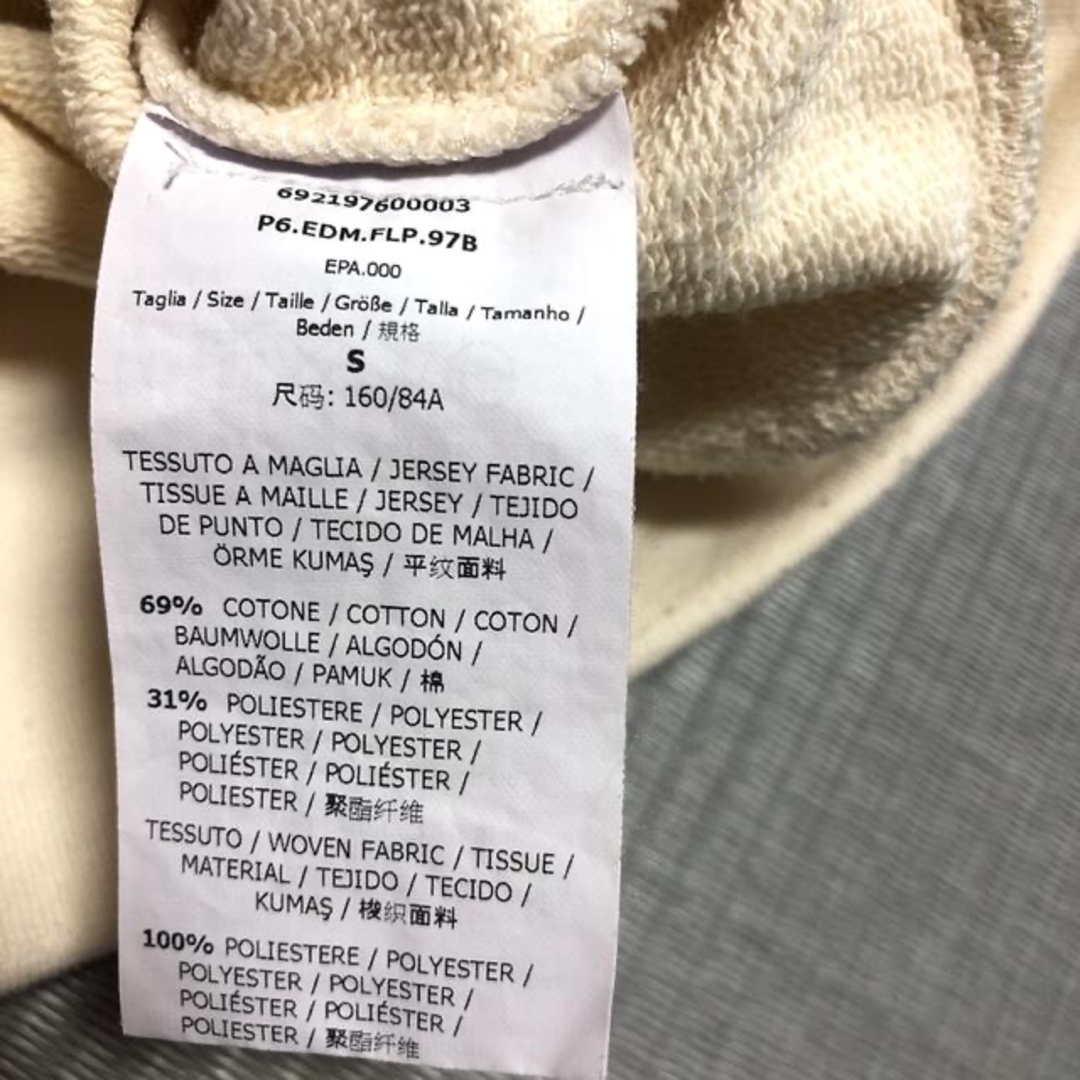 692197600003
P6.EDM.FLP.97B
EPA.000
Taglia / Size / Taille / Größe / Talla / Tamanho /
Beden / 規格
S
尺码: 160/84A
TESSUTO A MAGLIA / JERSEY FABRIC /
TISSUE A MAILLE / JERSEY / TEJIDO
DE PUNTO / TECIDO DE MALHA /
ÖRME KUMAŞ / 平纹面料
69% COTONE / COTTON / COTON /
BAUMWOLLE / ALGODÓN /
ALGODÃO / PAMUK / 棉
31% POLIESTERE / POLYESTER /
POLYESTER / POLYESTER /
POLIÉSTER / POLIÉSTER /
POLIESTER / 聚酯纤维
TESSUTO / WOVEN FABRIC / TISSUE /
MATERIAL / TEJIDO / TECIDO /
KUMAŞ / 梭织面料
100% POLIESTERE / POLYESTER /
POLYESTER / POLYESTER /
POLIÉSTER / POLIÉSTER /
POLIESTER / 聚酯纤维